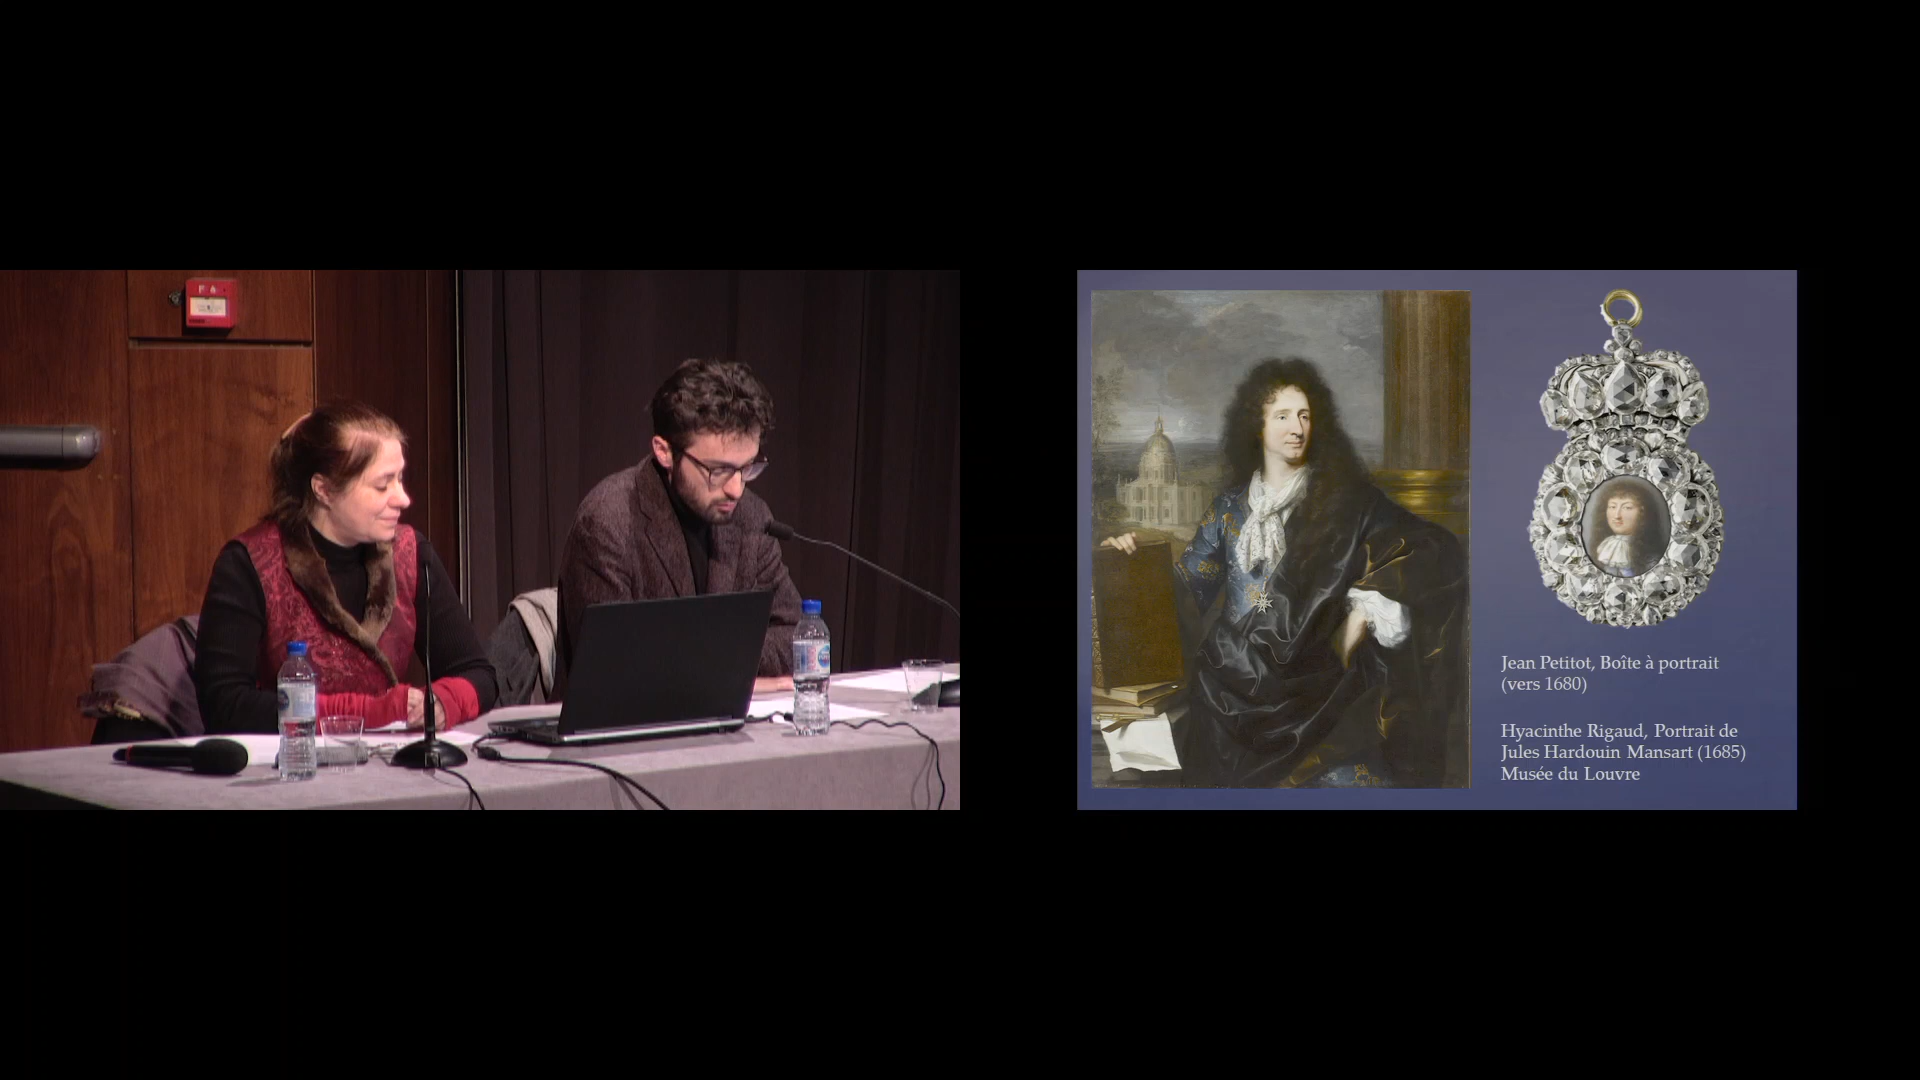 Jean Petitot, Boîte à portrait
(vers 1680)
Hyacinthe Rigaud, Portrait de
Jules Hardouin Mansart (1685)
Musée du Louvre